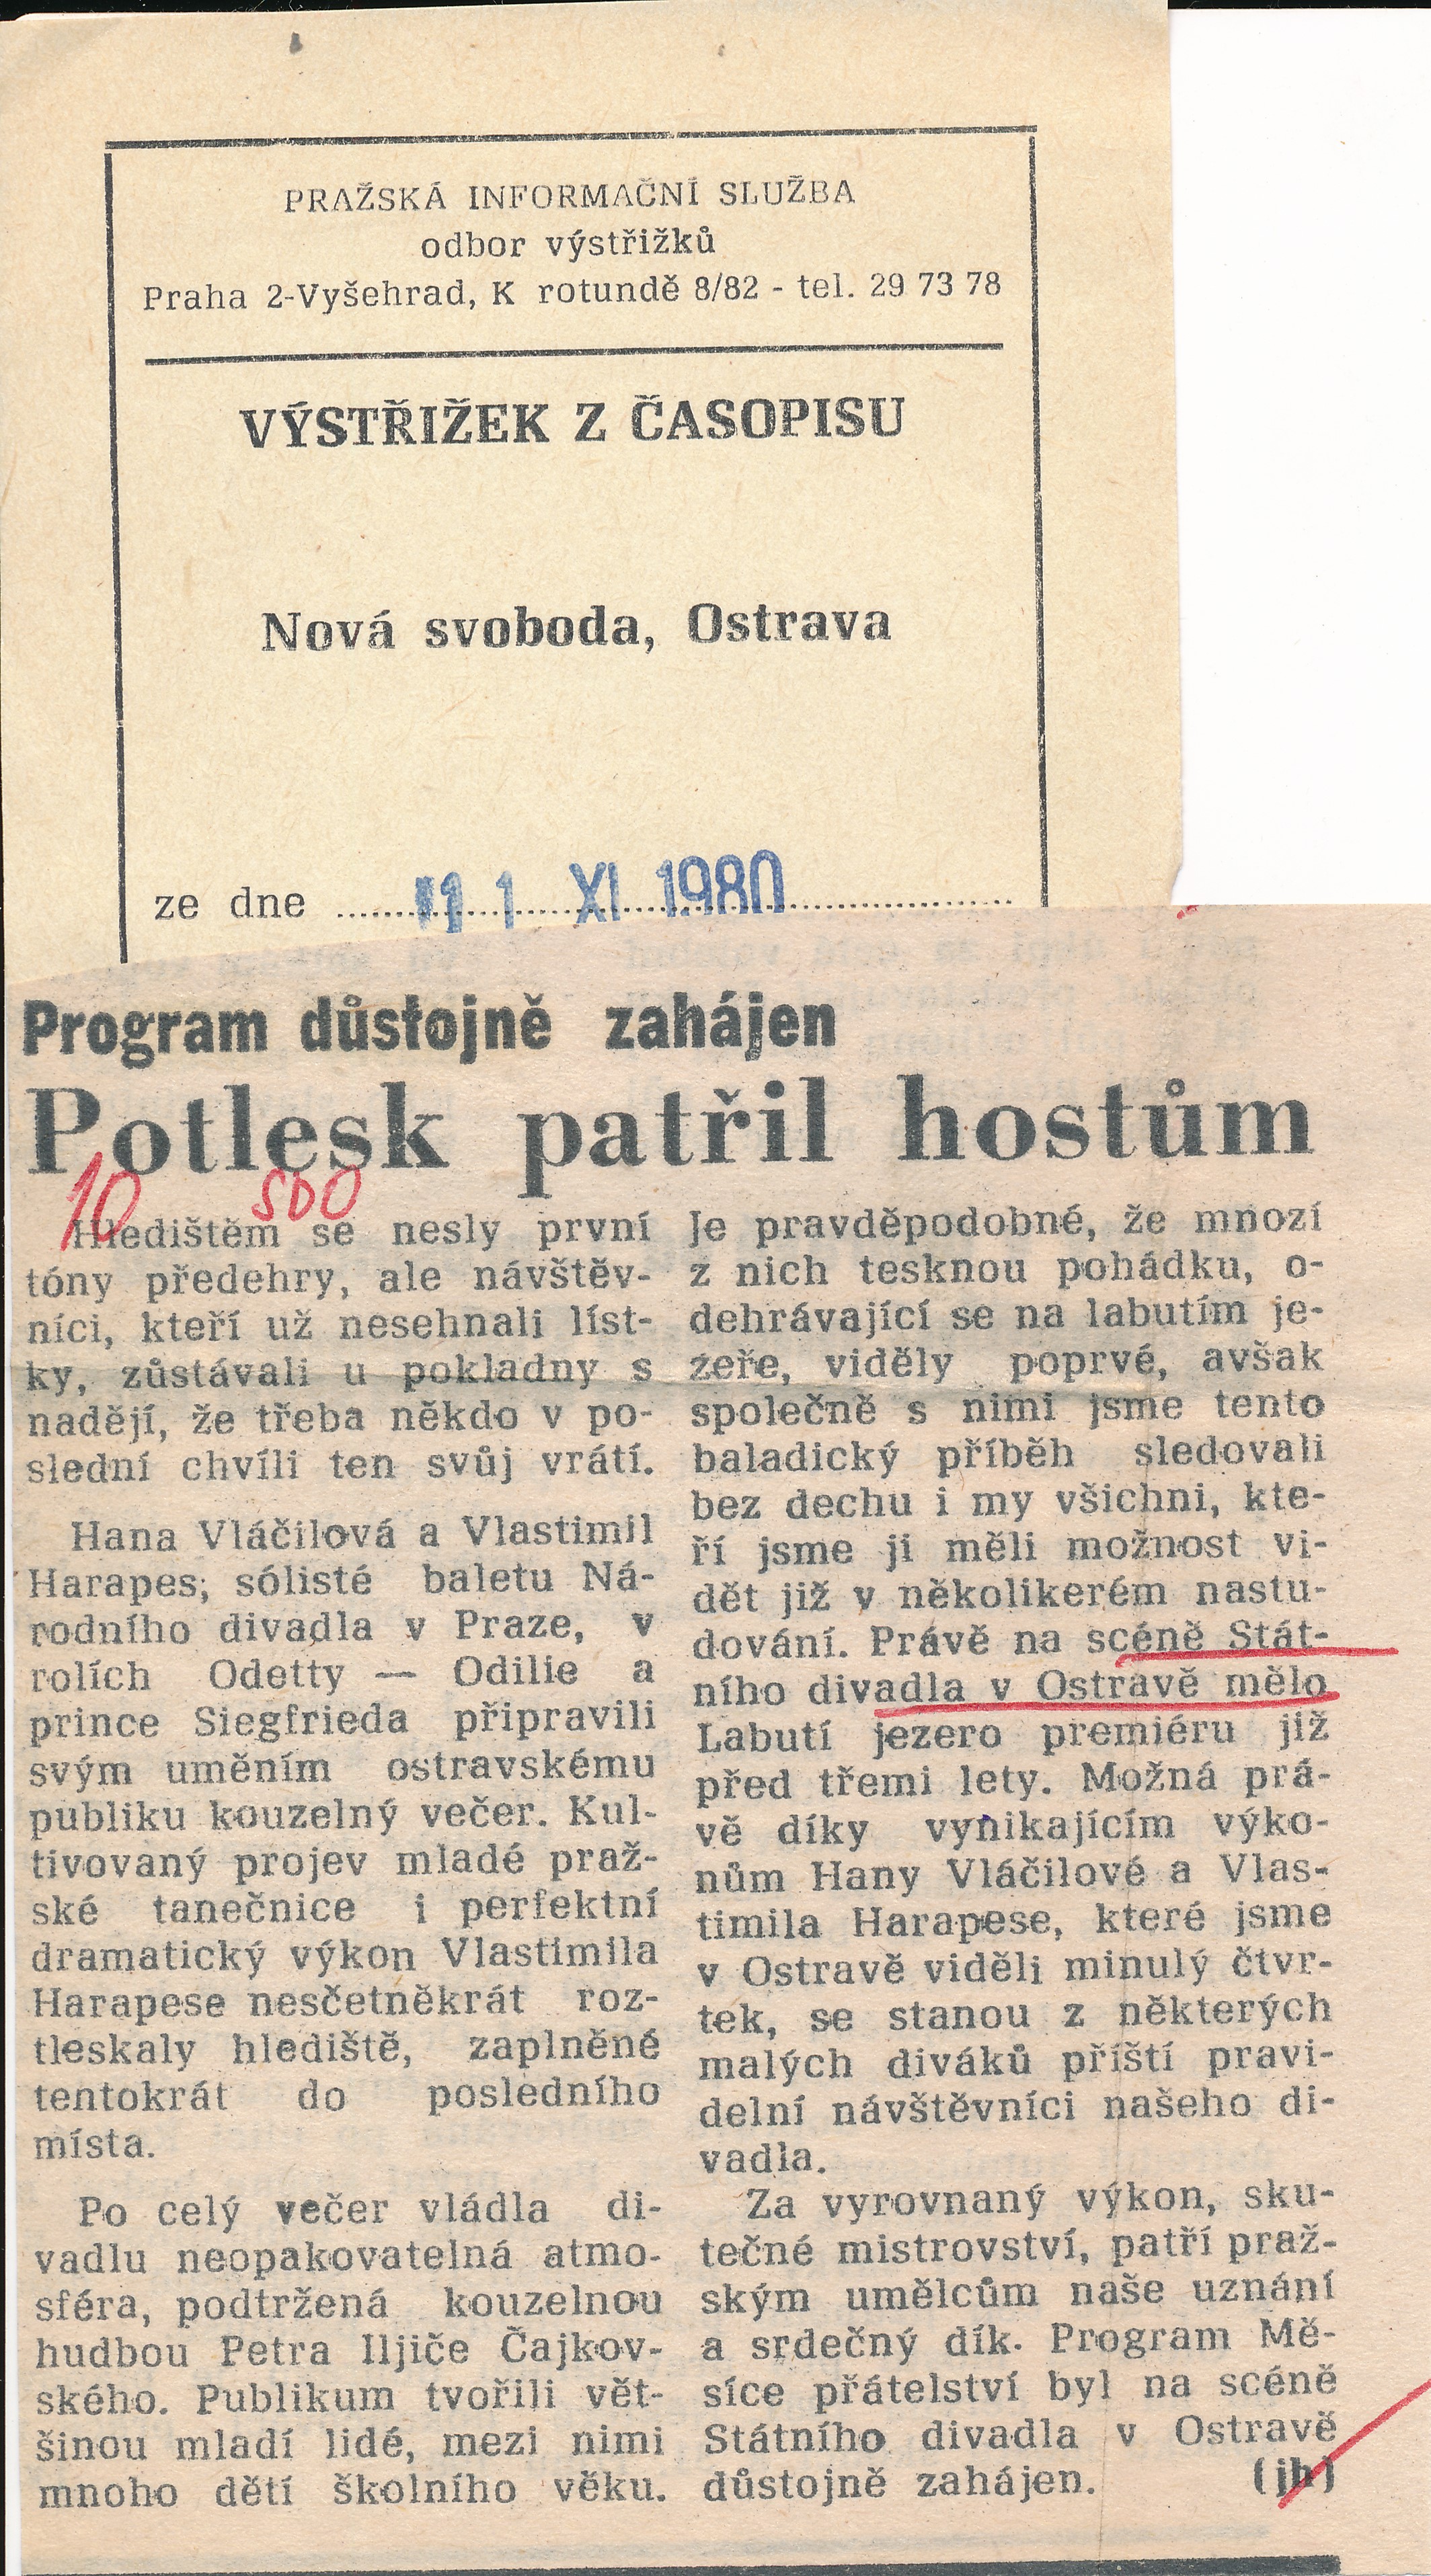 PRAŽSKÁ INFORMAČNÍ SLUŽBA
odbor výstřižků
Praha 2-Vyšehrad, K rotundě 8/82 - tel. 29 73 78
VÝSTŘIŽEK Z ČASOPISU
Nová svoboda, Ostrava
ze dne 11 XI 1980
Program důstojně zahájen
Potlesk patřil hostům
10 SDO
Hledištěm se nesly první
tóny předehry, ale návštěv-
níci, kteří už nesehnali líst-
ky, zůstávali u pokladny s
nadějí, že třeba někdo v po-
slední chvíli ten svůj vrátí.
Hana Vláčilová a Vlastimil
Harapes, sólisté baletu Ná-
rodního divadla v Praze, v
rolích Odetty — Odilie a
prince Siegfrieda připravili
svým uměním ostravskému
publiku kouzelný večer. Kul-
tivovaný projev mladé praž-
ské tanečnice i perfektní
dramatický výkon Vlastimila
Harapese nesčetněkrát roz-
tleskaly hlediště, zaplněné
tentokrát do posledního
místa.
Po celý večer vládla di-
vadlu neopakovatelná atmo-
sféra, podtržená kouzelnou
hudbou Petra Iljiče Čajkov-
ského. Publikum tvořili vět-
šinou mladí lidé, mezi nimi
mnoho dětí školního věku.
Je pravděpodobné, že mnozí
z nich tesknou pohádku, o-
dehrávající se na labutím je-
zeře, viděly poprvé, avšak
společně s nimi jsme tento
baladický příběh sledovali
bez dechu i my všichni, kte-
ří jsme ji měli možnost vi-
dět již v několikerém nastu-
dování. Právě na scéně Stát-
ního divadla v Ostravě mělo
Labutí jezero premiéru již
před třemi lety. Možná prá-
vě díky vynikajícím výko-
nům Hany Vláčilové a Vlas-
timila Harapese, které jsme
v Ostravě viděli minulý čtvr-
tek, se stanou z některých
malých diváků příští pravi-
delní návštěvníci našeho di-
vadla.
Za vyrovnaný výkon, sku-
tečné mistrovství, patří praž-
ským umělcům naše uznání
a srdečný dík. Program Mě-
síce přátelství byl na scéně
Státního divadla v Ostravě
důstojně zahájen. (jh)